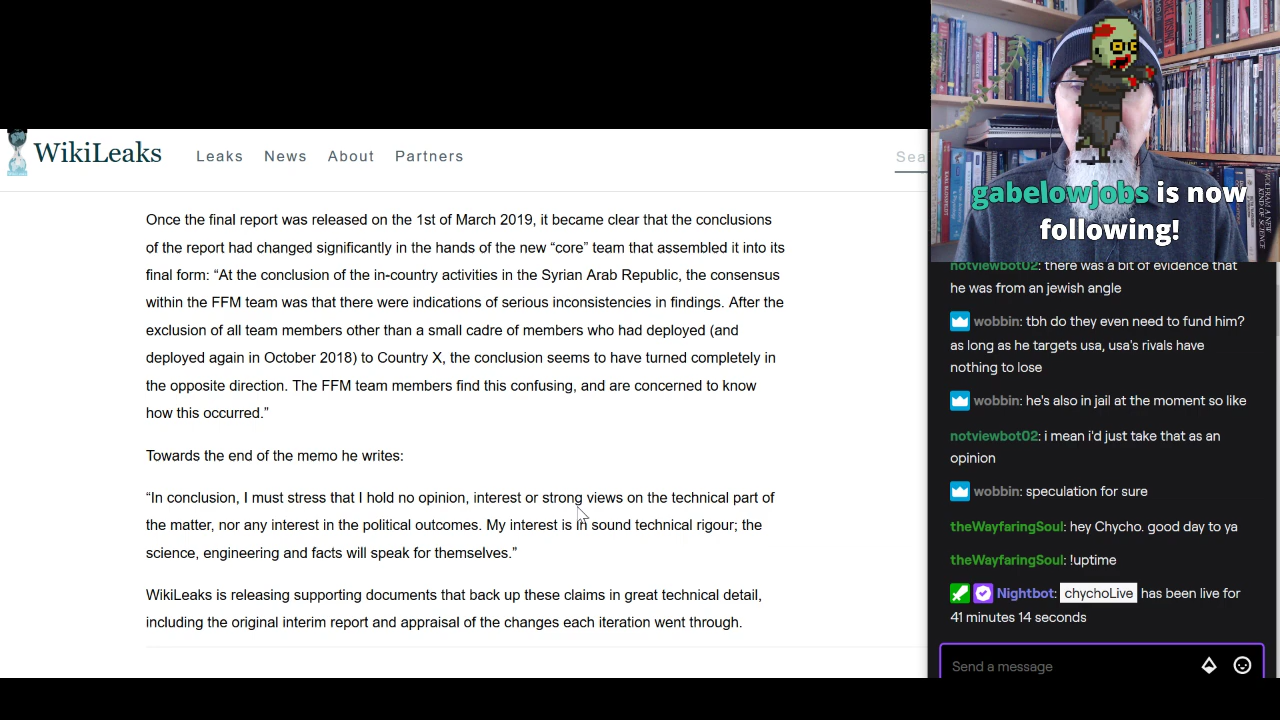 WikiLeaks
Leaks News About Partners
Sea
Once the final report was released on the 1st of March 2019, it became clear that the conclusions
of the report had changed significantly in the hands of the new “core” team that assembled it into its
final form: “At the conclusion of the in-country activities in the Syrian Arab Republic, the consensus
within the FFM team was that there were indications of serious inconsistencies in findings. After the
exclusion of all team members other than a small cadre of members who had deployed (and
deployed again in October 2018) to Country X, the conclusion seems to have turned completely in
the opposite direction. The FFM team members find this confusing, and are concerned to know
how this occurred.”
Towards the end of the memo he writes:
“In conclusion, I must stress that I hold no opinion, interest or strong views on the technical part of
the matter, nor any interest in the political outcomes. My interest is in sound technical rigour; the
science, engineering and facts will speak for themselves.”
WikiLeaks is releasing supporting documents that back up these claims in great technical detail,
including the original interim report and appraisal of the changes each iteration went through.
gabelowjobs is now
following!
notviewbot02: there was a bit of evidence that
he was from an jewish angle
wobbin: tbh do they even need to fund him?
as long as he targets usa, usa's rivals have
nothing to lose
wobbin: he's also in jail at the moment so like
notviewbot02: i mean i'd just take that as an
opinion
wobbin: speculation for sure
theWayfaringSoul: hey Chycho. good day to ya
theWayfaringSoul: !uptime
Nightbot: chychoLive has been live for
41 minutes 14 seconds
Send a message